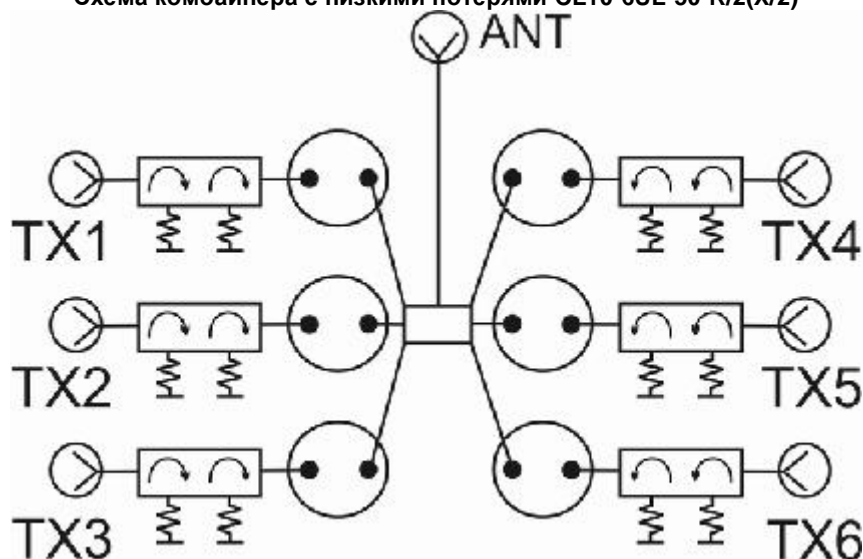 Схема комбайнера с низкими потерями
ANT
TX1
TX4
TX2
TX5
TX3
TX6